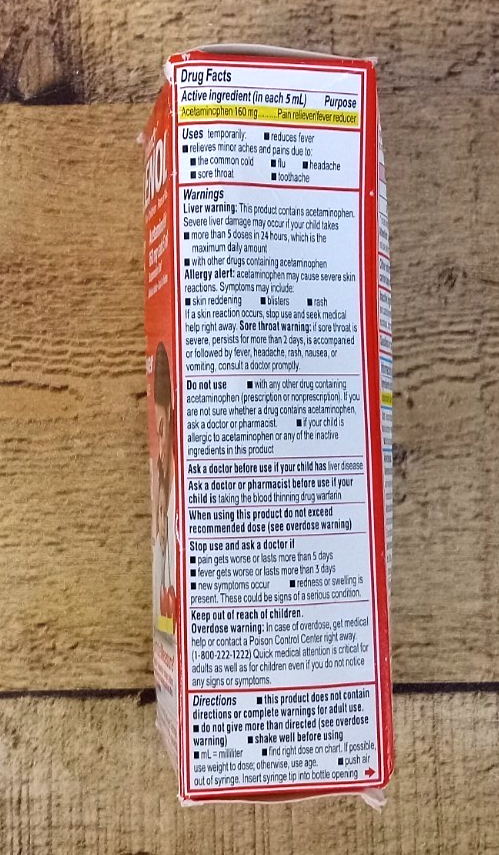 Drug Facts
Active ingredient (in each 5 mL) Purpose
Acetaminophen 160 mg..........Pain reliever/fever reducer
Uses temporarily: ■ reduces fever
■ relieves minor aches and pains due to:
■ the common cold ■ flu ■ headache
■ sore throat ■ toothache
Warnings
Liver warning: This product contains acetaminophen.
Severe liver damage may occur if your child takes
■ more than 5 doses in 24 hours, which is the
maximum daily amount
■ with other drugs containing acetaminophen
Allergy alert: acetaminophen may cause severe skin
reactions. Symptoms may include:
■ skin reddening ■ blisters ■ rash
If a skin reaction occurs, stop use and seek medical
help right away. Sore throat warning: if sore throat is
severe, persists for more than 2 days, is accompanied
or followed by fever, headache, rash, nausea, or
vomiting, consult a doctor promptly.
Do not use ■ with any other drug containing
acetaminophen (prescription or nonprescription). If you
are not sure whether a drug contains acetaminophen,
ask a doctor or pharmacist. ■ if your child is
allergic to acetaminophen or any of the inactive
ingredients in this product
Ask a doctor before use if your child has liver disease
Ask a doctor or pharmacist before use if your
child is taking the blood thinning drug warfarin
When using this product do not exceed
recommended dose (see overdose warning)
Stop use and ask a doctor if
■ pain gets worse or lasts more than 5 days
■ fever gets worse or lasts more than 3 days
■ new symptoms occur ■ redness or swelling is
present. These could be signs of a serious condition.
Keep out of reach of children.
Overdose warning: In case of overdose, get medical
help or contact a Poison Control Center right away.
(1-800-222-1222) Quick medical attention is critical for
adults as well as for children even if you do not notice
any signs or symptoms.
Directions ■ this product does not contain
directions or complete warnings for adult use.
■ do not give more than directed (see overdose
warning) ■ shake well before using
■ mL = milliliter ■ find right dose on chart. If possible,
use weight to dose; otherwise, use age. ■ push air
out of syringe. Insert syringe tip into bottle opening